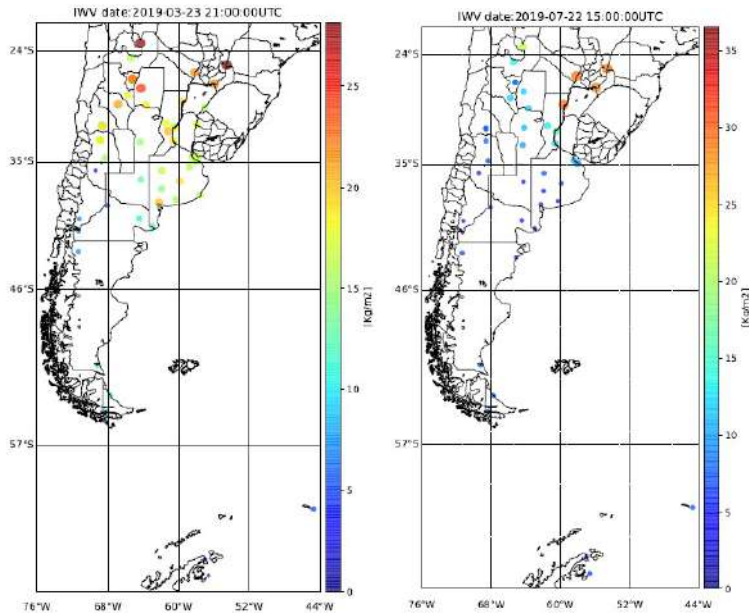 IWV date:2019-03-23 21:00:00UTC
24°S
35°S
46°S
57°S
76°W 68°W 60°W 52°W 44°W
25
20
15
10
5
0
[Kg/m2]
IWV date:2019-07-22 15:00:00UTC
24°S
35°S
46°S
57°S
76°W 68°W 60°W 52°W 44°W
35
30
25
20
15
10
5
0
[Kg/m2]